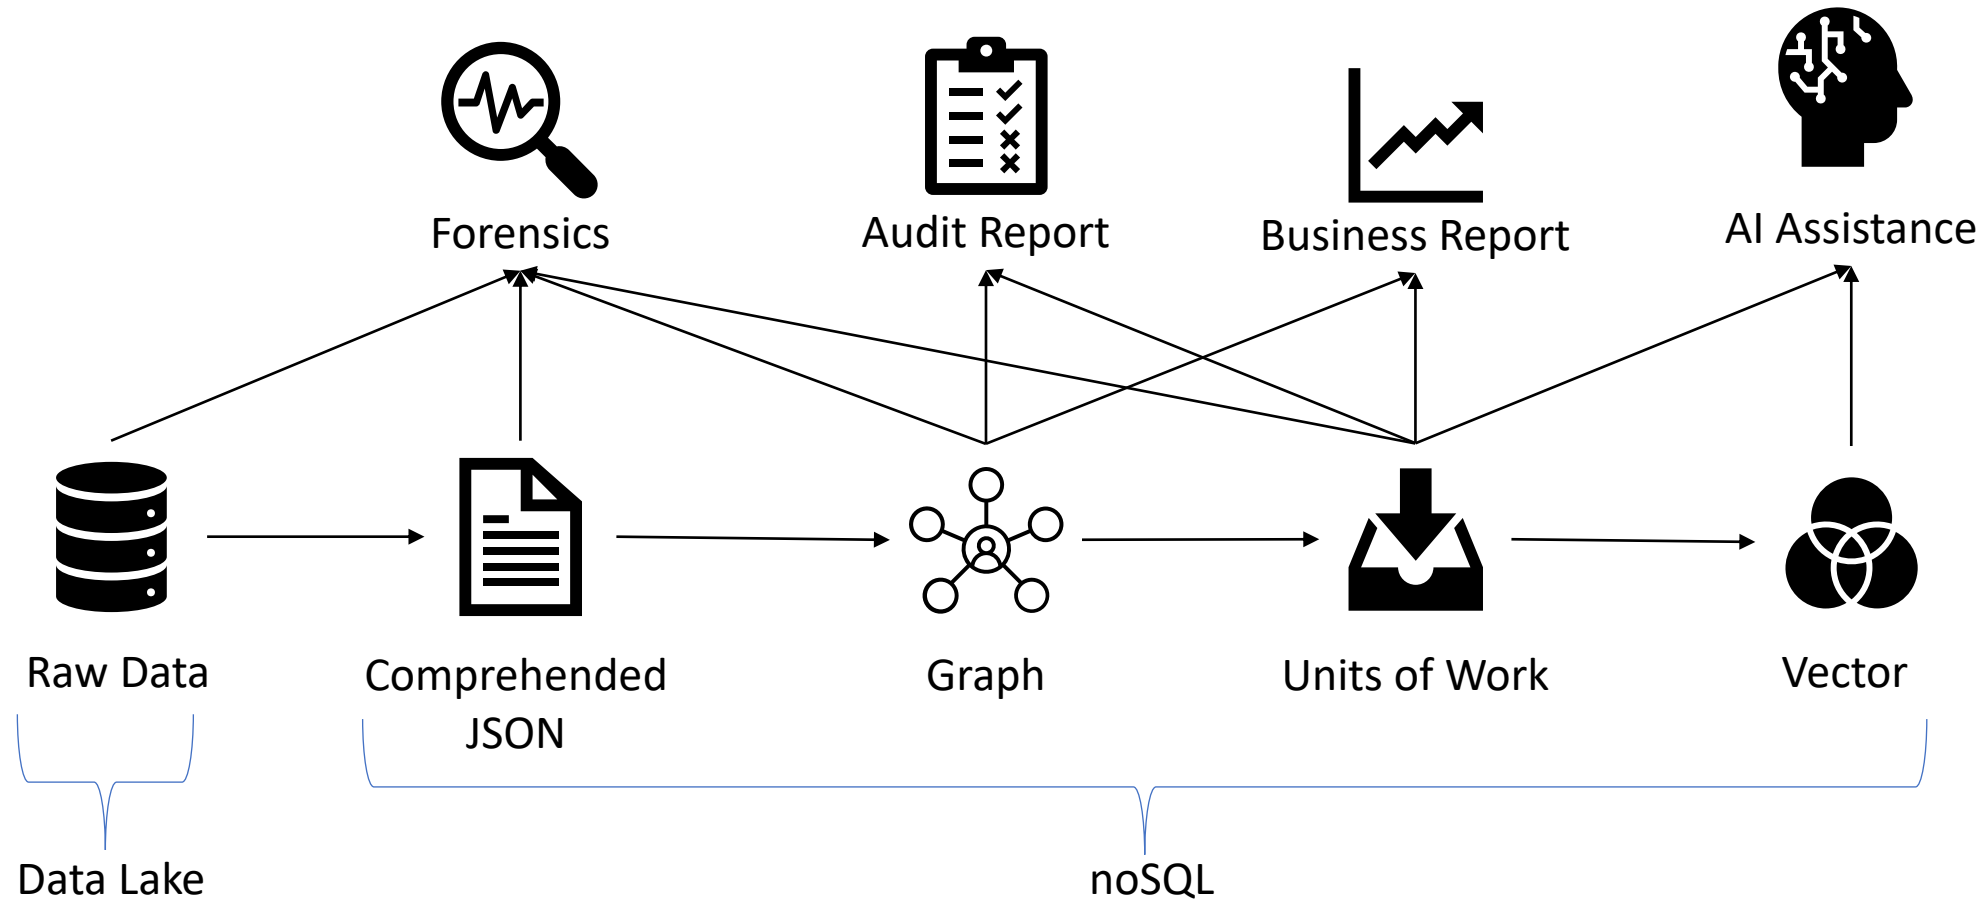 Forensics
Audit Report
Business Report
AI Assistance
Raw Data
Comprehended
JSON
Graph
Units of Work
Vector
Data Lake
noSQL